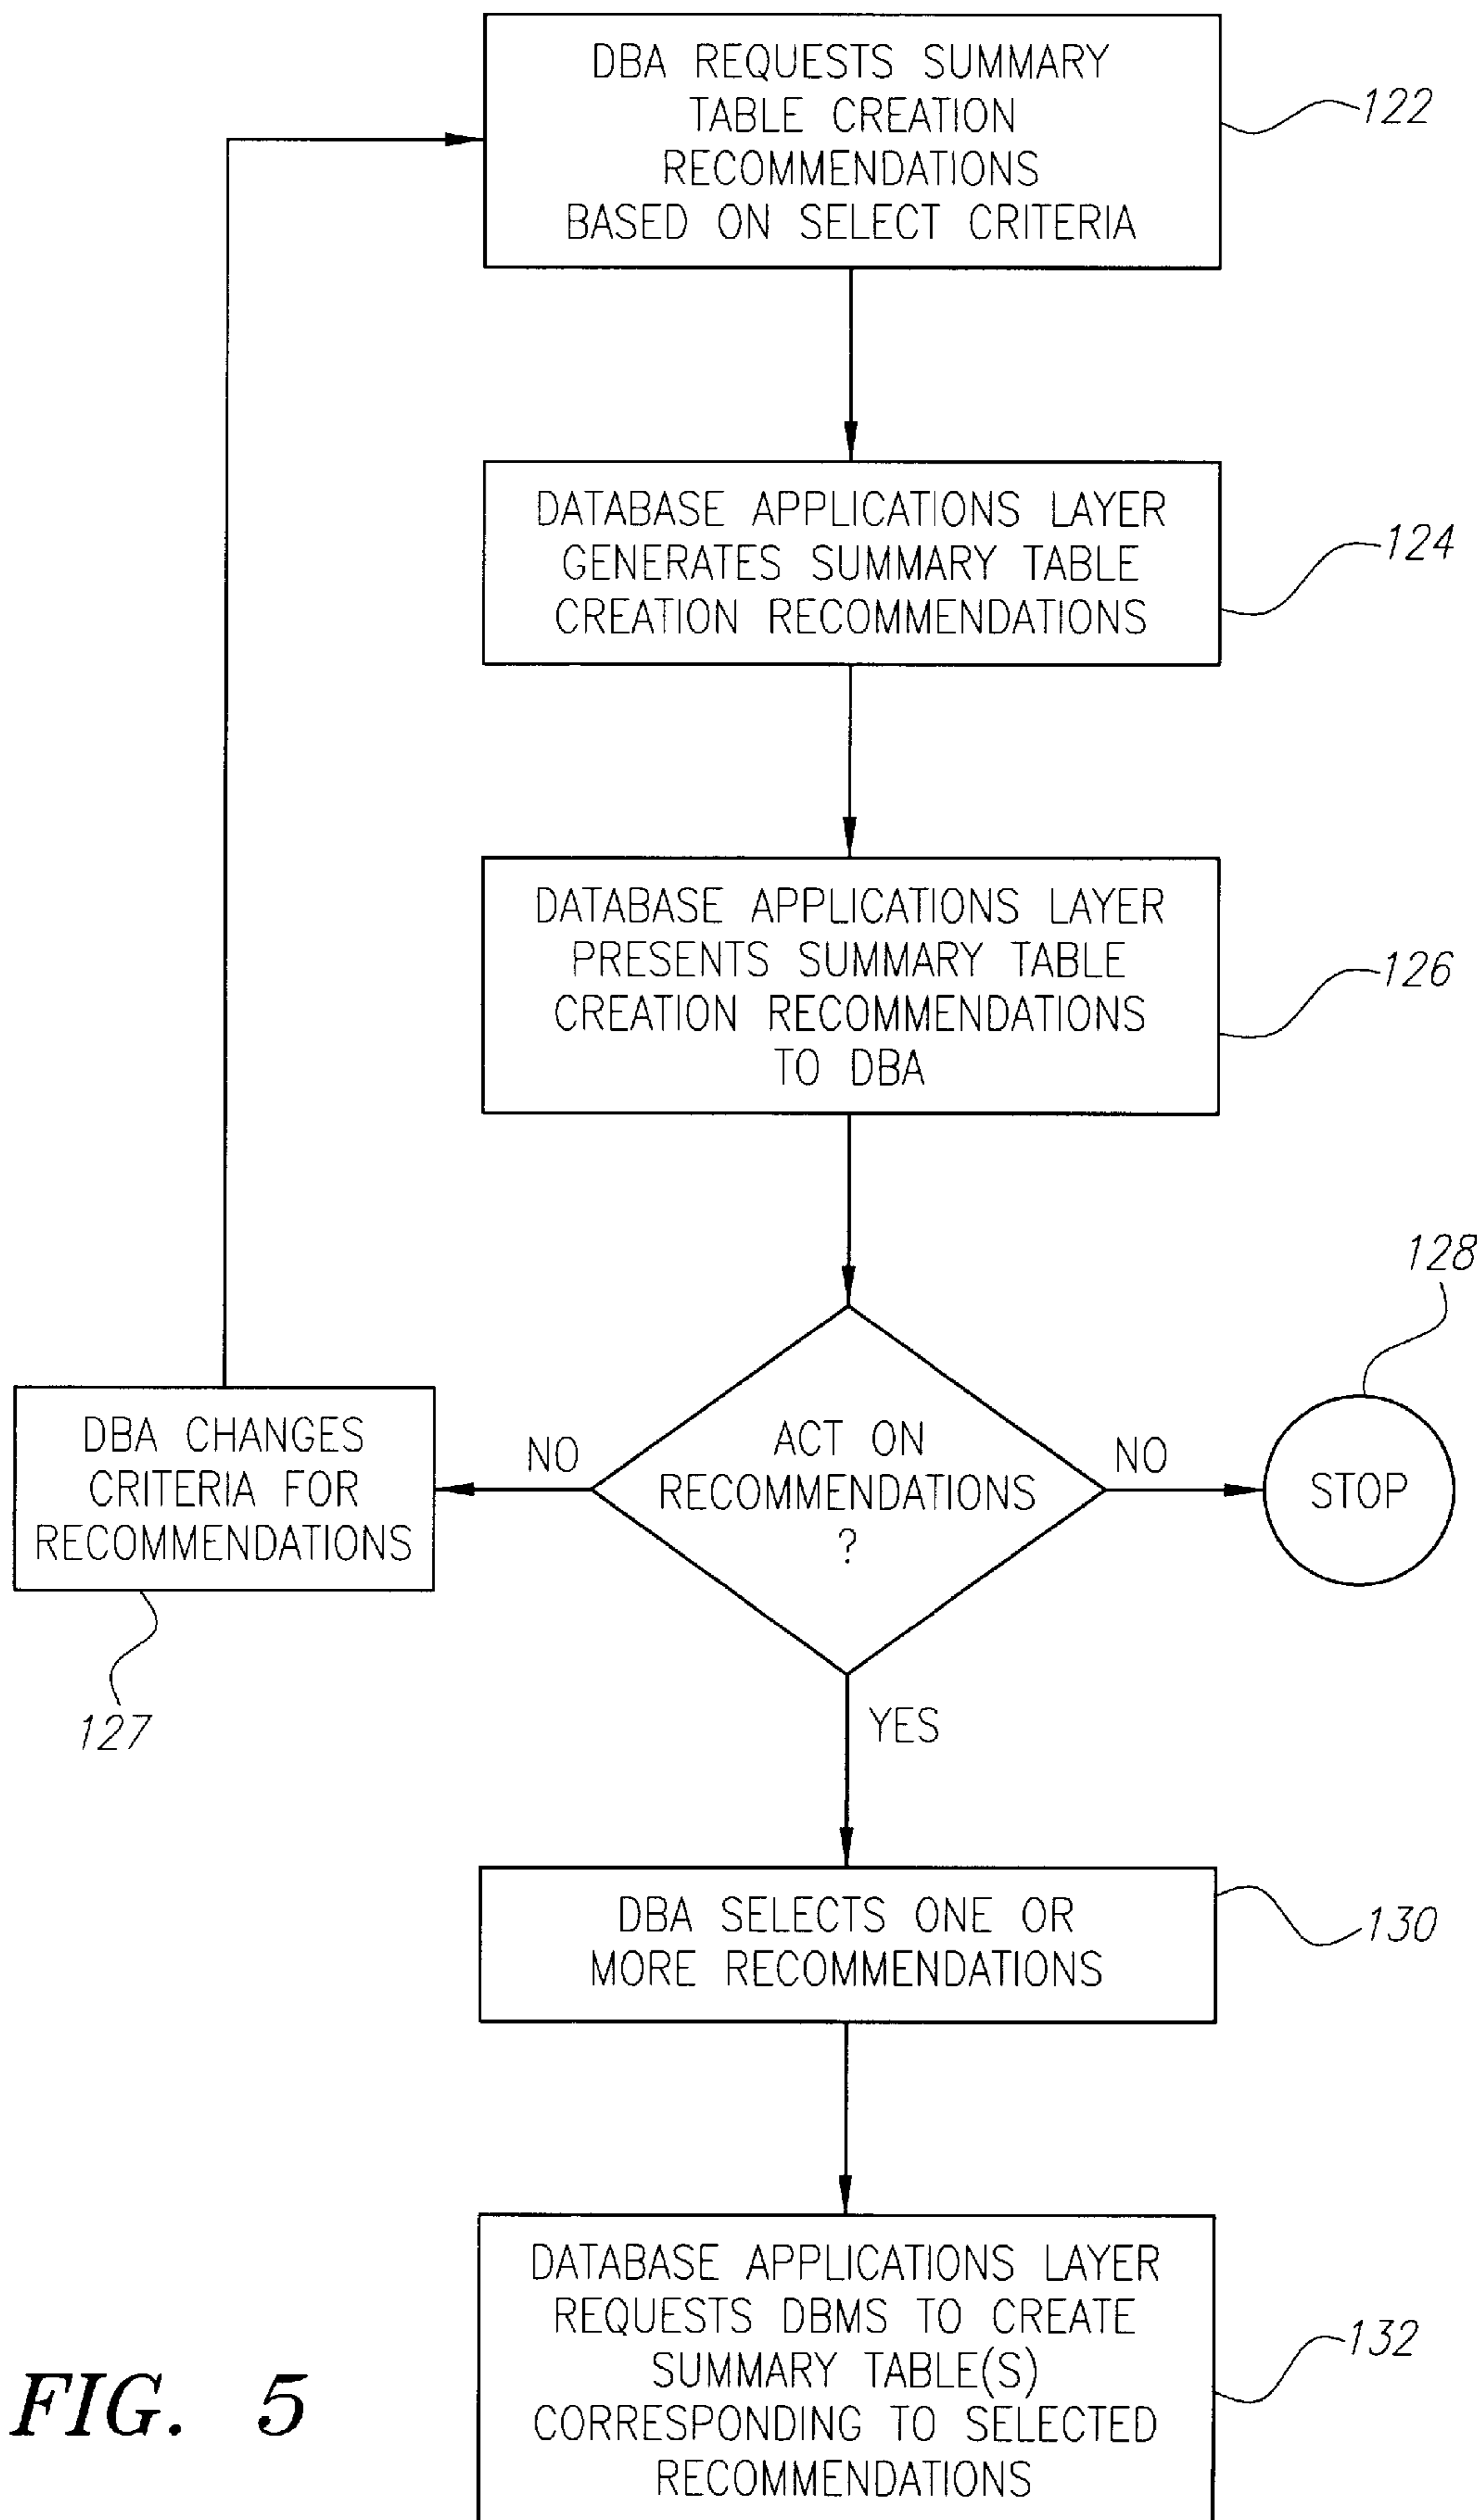 DBA REQUESTS SUMMARY
TABLE CREATION
RECOMMENDATIONS
BASED ON SELECT CRITERIA
122
DATABASE APPLICATIONS LAYER
GENERATES SUMMARY TABLE
CREATION RECOMMENDATIONS
124
DATABASE APPLICATIONS LAYER
PRESENTS SUMMARY TABLE
CREATION RECOMMENDATIONS
TO DBA
126
128
DBA CHANGES
CRITERIA FOR
RECOMMENDATIONS
127
NO
ACT ON
RECOMMENDATIONS
?
NO
STOP
YES
DBA SELECTS ONE OR
MORE RECOMMENDATIONS
130
DATABASE APPLICATIONS LAYER
REQUESTS DBMS TO CREATE
SUMMARY TABLE(S)
CORRESPONDING TO SELECTED
RECOMMENDATIONS
132
FIG. 5